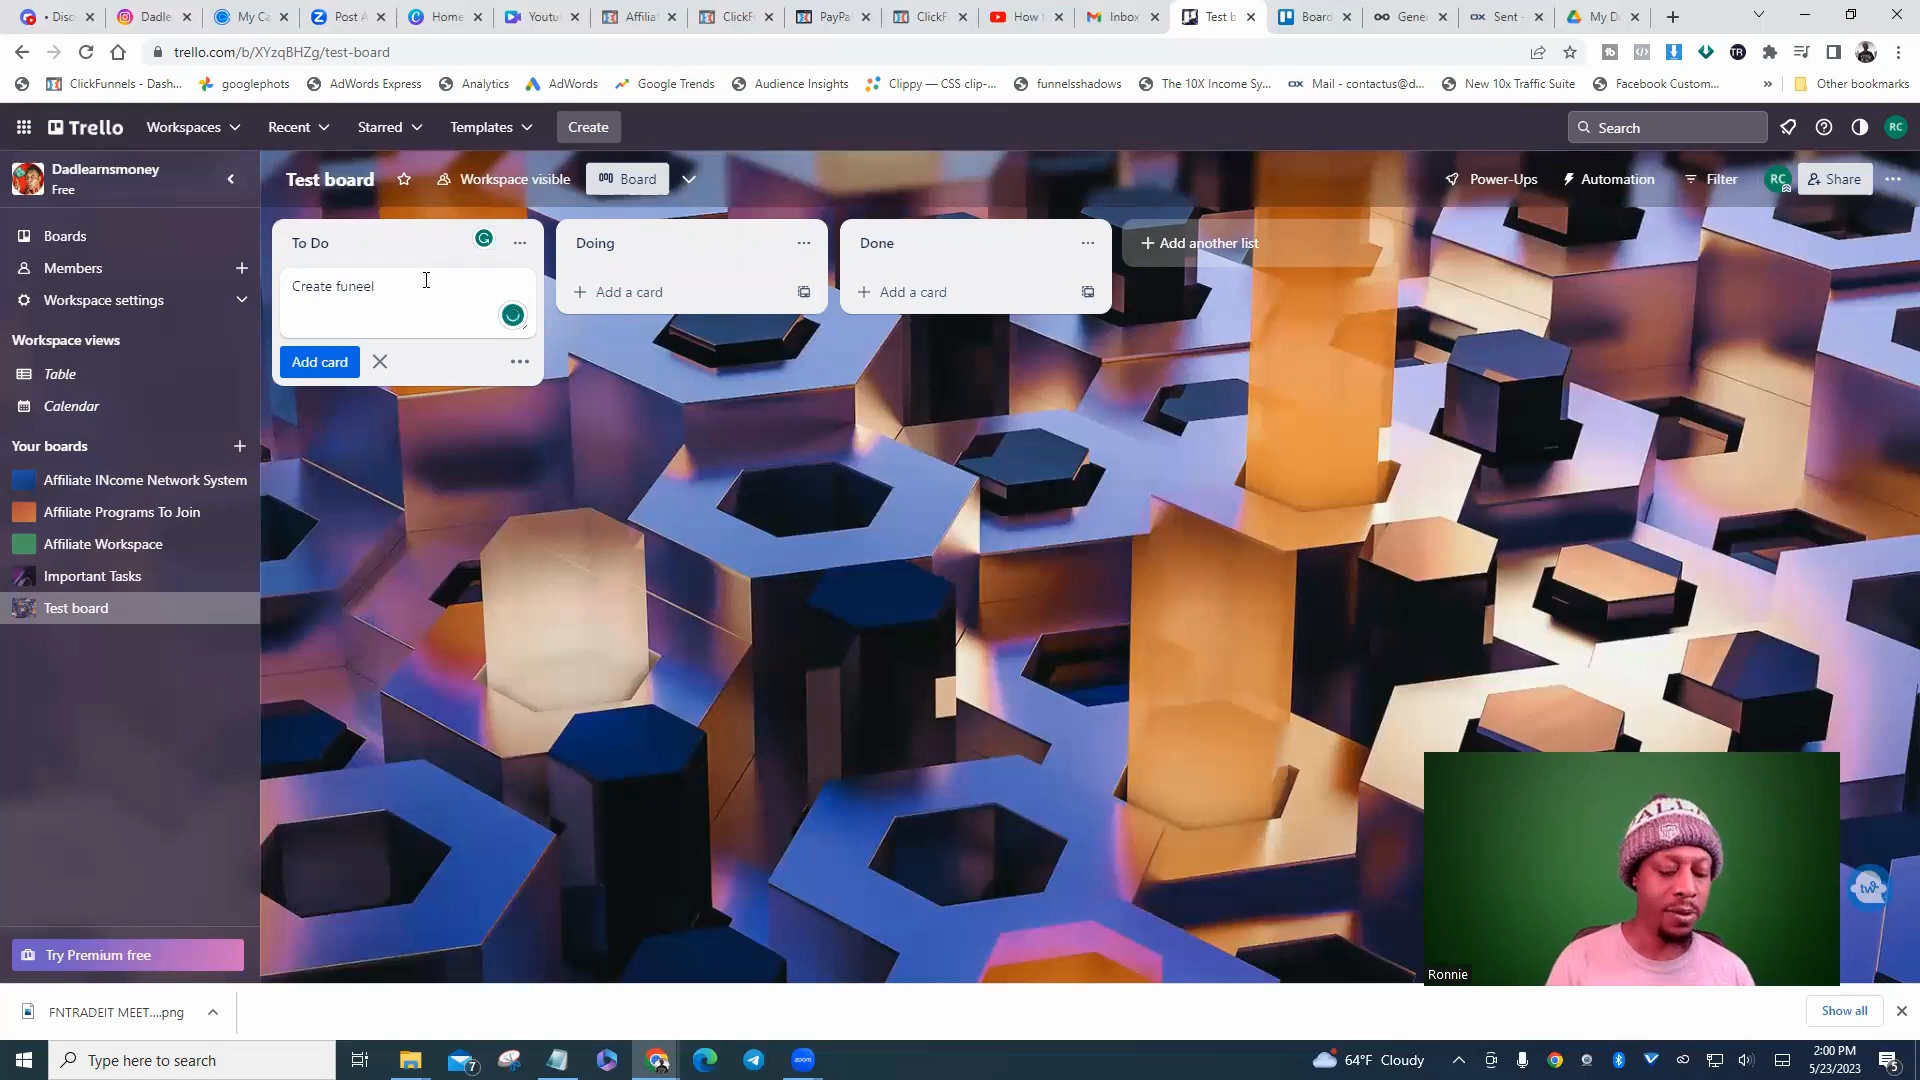 Disc
Dadle
My Ca
Post A
Home
Youtu
Affilia
ClickF
PayPa
ClickF
How t
Inbox
Test b
Board
Gene
Sent -
My D
trello.com/b/XYzqBHZg/test-board
ClickFunnels - Dash...
googlephots
AdWords Express
Analytics
AdWords
Google Trends
Audience Insights
Clippy — CSS clip-...
funnelsshadows
The 10X Income Sy...
Mail - contactus@d...
New 10x Traffic Suite
Facebook Custom...
»
Other bookmarks
Trello
Workspaces
Recent
Starred
Templates
Create
Search
RC
Dadlearnsmoney
Free
Test board
Workspace visible
Board
Power-Ups
Automation
Filter
RC
Share
Boards
Members
Workspace settings
Workspace views
Table
Calendar
Your boards
Affiliate INcome Network System
Affiliate Programs To Join
Affiliate Workspace
Important Tasks
Test board
To Do
Create funeel
Add card
Doing
+ Add a card
Done
+ Add a card
+ Add another list
Try Premium free
Ronnie
FNTRADEIT MEET....png
Show all
Type here to search
7
zoom
64°F Cloudy
2:00 PM
5/23/2023
5